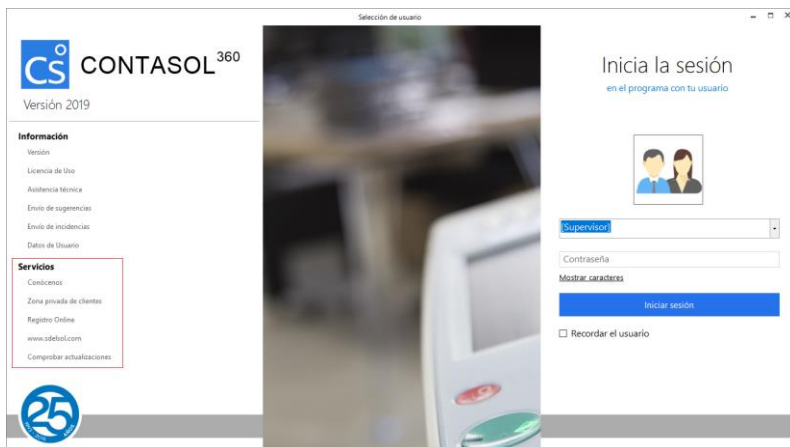 Selección de usuario
CS
CONTASOL 360
Versión 2019
Información
Versión
Licencia de Uso
Asistencia técnica
Envío de sugerencias
Envío de incidencias
Datos de Usuario
Servicios
Conócenos
Zona privada de clientes
Registro Online
www.sdelsol.com
Comprobar actualizaciones
25
Inicia la sesión
en el programa con tu usuario
[Supervisor]
Contraseña
Mostrar caracteres
Iniciar sesión
Recordar el usuario